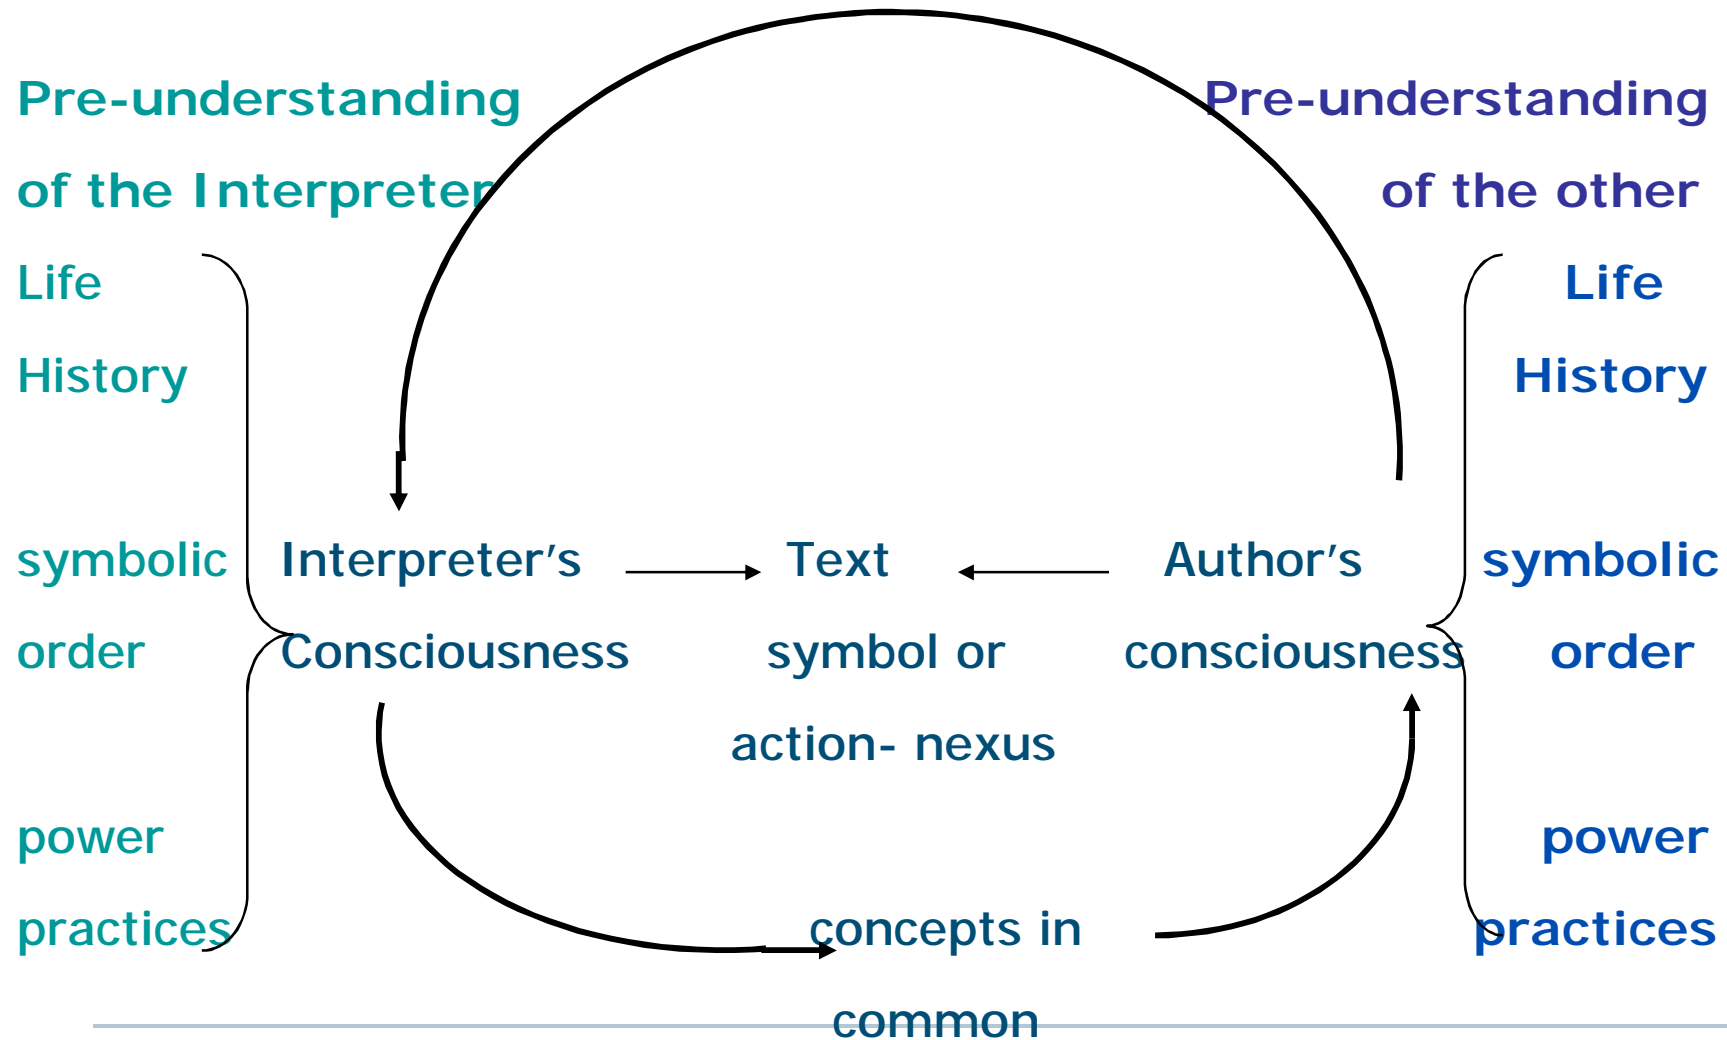 Pre-understanding
of the Interpreter
Life
History
symbolic
order
power
practices
Interpreter's
Consciousness
Text
symbol or
action- nexus
concepts in
common
Author's
consciousness
Pre-understanding
of the other
Life
History
symbolic
order
power
practices